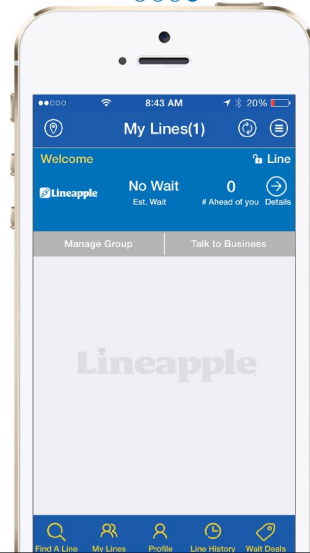 8:43 AM 20%
My Lines(1)
Welcome Line
Lineapple No Wait 0
Est. Wait # Ahead of you Details
Manage Group Talk to Business
Lineapple
Find A Line My Lines Profile Line History Wait Deals